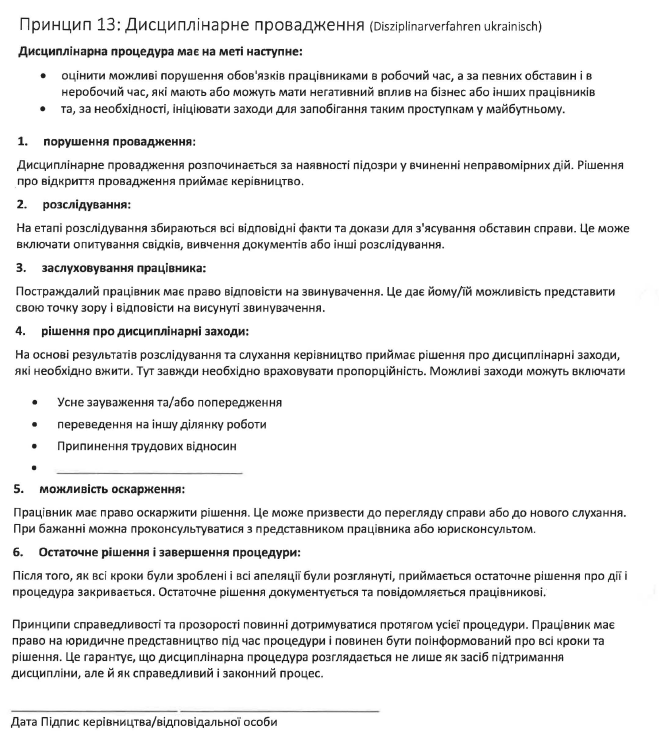 Принцип 13: Дисциплінарне провадження (Disziplinarverfahren ukrainisch)
Дисциплінарна процедура має на меті наступне:
• оцінити можливі порушення обов'язків працівниками в робочий час, а за певних обставин і в
неробочий час, які мають або можуть мати негативний вплив на бізнес або інших працівників
• та, за необхідності, ініціювати заходи для запобігання таким проступкам у майбутньому.
1. порушення провадження:
Дисциплінарне провадження розпочинається за наявності підозри у вчиненні неправомірних дій. Рішення
про відкриття провадження приймає керівництво.
2. розслідування:
На етапі розслідування збираються всі відповідні факти та докази для з'ясування обставин справи. Це може
включати опитування свідків, вивчення документів або інші розслідування.
3. заслуховування працівника:
Постраждалий працівник має право відповісти на звинувачення. Це дає йому/їй можливість представити
свою точку зору і відповісти на висунуті звинувачення.
4. рішення про дисциплінарні заходи:
На основі результатів розслідування та слухання керівництво приймає рішення про дисциплінарні заходи,
які необхідно вжити. Тут завжди необхідно враховувати пропорційність. Можливі заходи можуть включати
• Усне зауваження та/або попередження
• переведення на іншу ділянку роботи
• Припинення трудових відносин
• ____________________________
5. можливість оскарження:
Працівник має право оскаржити рішення. Це може призвести до перегляду справи або до нового слухання.
При бажанні можна проконсультуватися з представником працівника або юрисконсультом.
6. Остаточне рішення і завершення процедури:
Після того, як всі кроки були зроблені і всі апеляції були розглянуті, приймається остаточне рішення про дії і
процедура закривається. Остаточне рішення документується та повідомляється працівникові.
Принципи справедливості та прозорості повинні дотримуватися протягом усієї процедури. Працівник має
право на юридичне представництво під час процедури і повинен бути поінформований про всі кроки та
рішення. Це гарантує, що дисциплінарна процедура розглядається не лише як засіб підтримання
дисципліни, але й як справедливий і законний процес.
_________________________ ______________________________
Дата Підпис керівництва/відповідальної особи